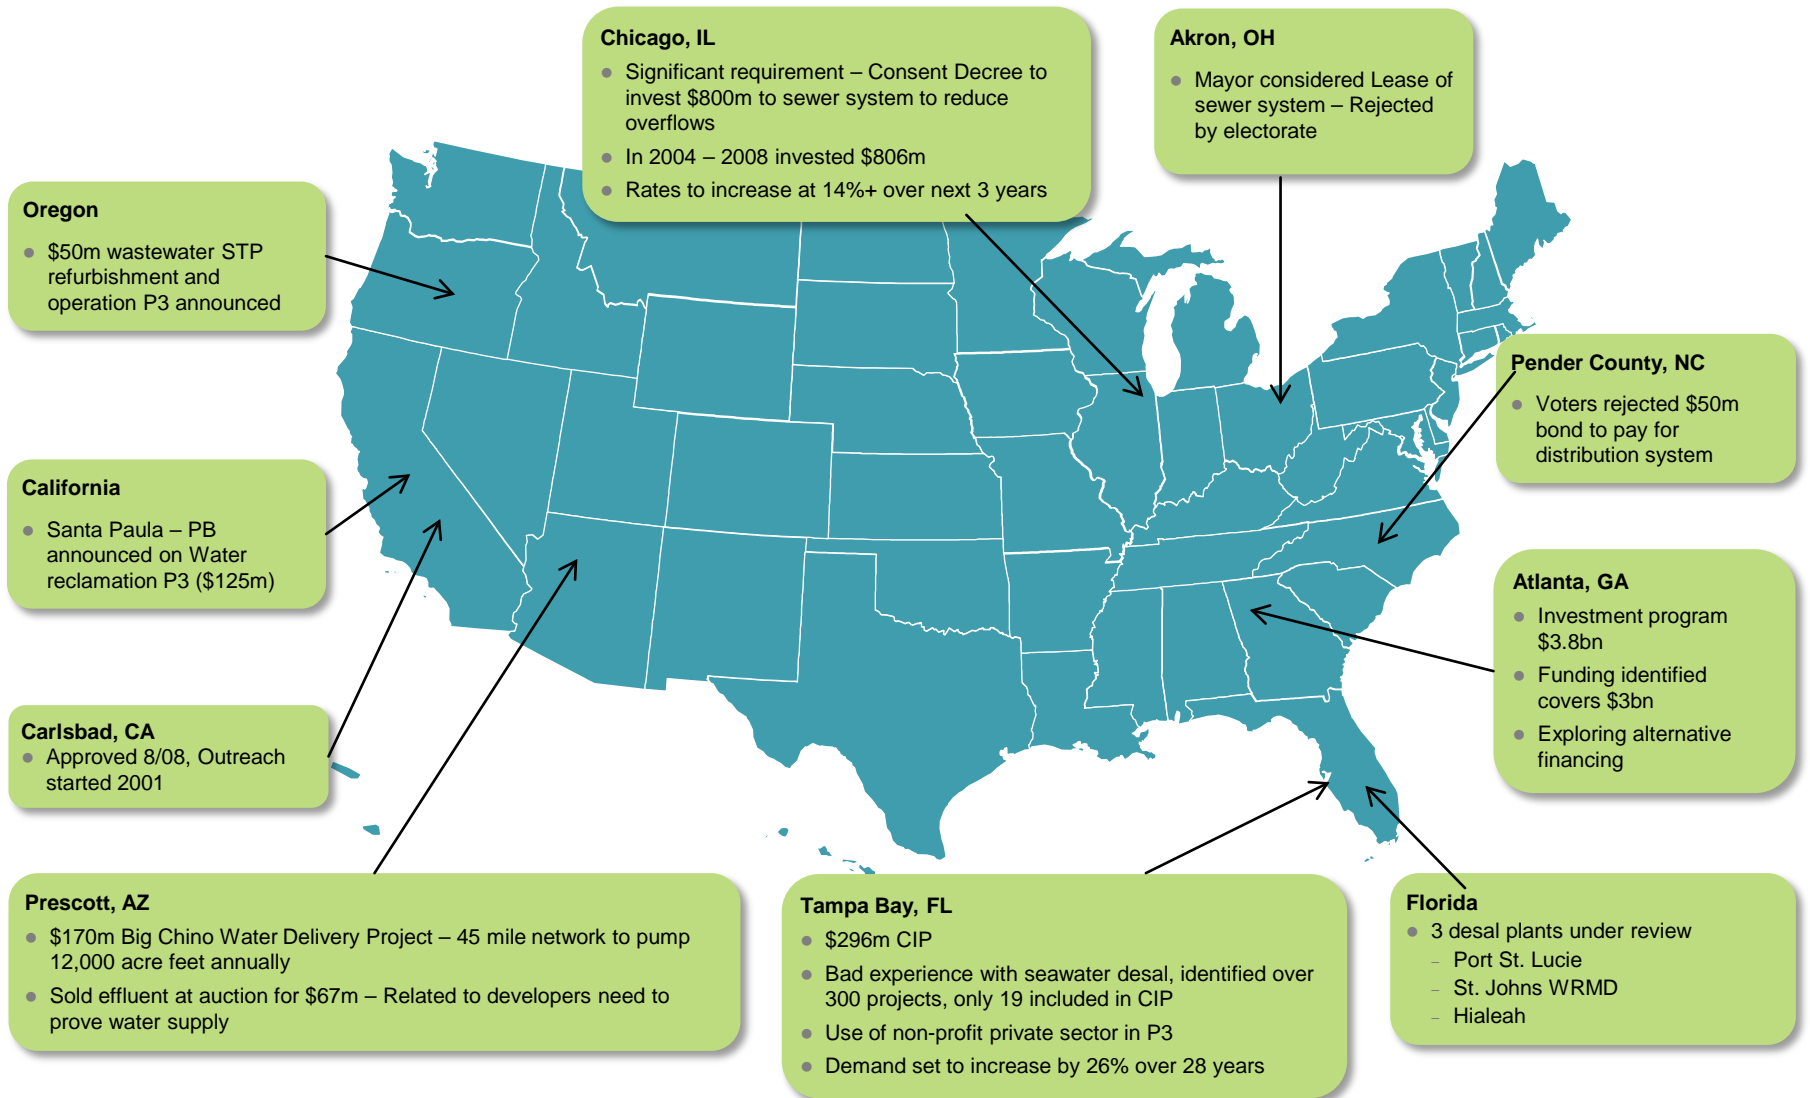 Chicago, IL
● Significant requirement – Consent Decree to
invest $800m to sewer system to reduce
overflows
● In 2004 – 2008 invested $806m
● Rates to increase at 14%+ over next 3 years
Akron, OH
● Mayor considered Lease of
sewer system – Rejected
by electorate
Oregon
● $50m wastewater STP
refurbishment and
operation P3 announced
Pender County, NC
● Voters rejected $50m
bond to pay for
distribution system
California
● Santa Paula – PB
announced on Water
reclamation P3 ($125m)
Atlanta, GA
● Investment program
$3.8bn
● Funding identified
covers $3bn
● Exploring alternative
financing
Carlsbad, CA
● Approved 8/08, Outreach
started 2001
Prescott, AZ
● $170m Big Chino Water Delivery Project – 45 mile network to pump
12,000 acre feet annually
● Sold effluent at auction for $67m – Related to developers need to
prove water supply
Tampa Bay, FL
● $296m CIP
● Bad experience with seawater desal, identified over
300 projects, only 19 included in CIP
● Use of non-profit private sector in P3
● Demand set to increase by 26% over 28 years
Florida
● 3 desal plants under review
– Port St. Lucie
– St. Johns WRMD
– Hialeah